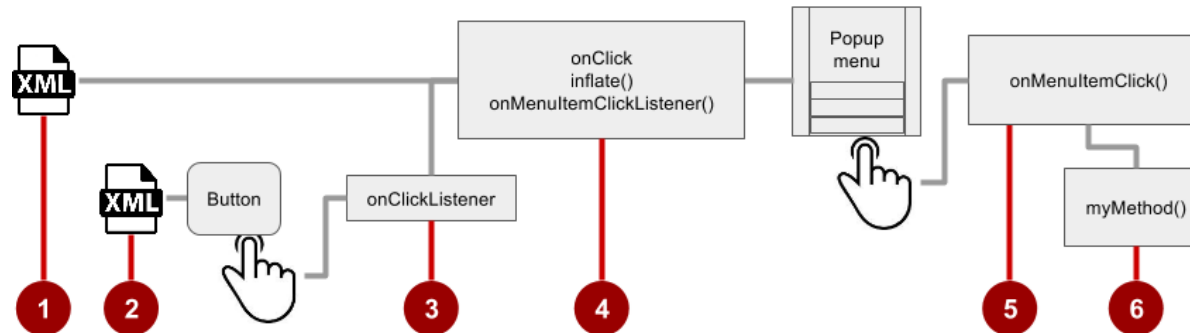 XML
onClick
inflate()
onMenuItemClickListener()
Popup
menu
onMenuItemClick()
XML
Button
onClickListener
myMethod()
1
2
3
4
5
6